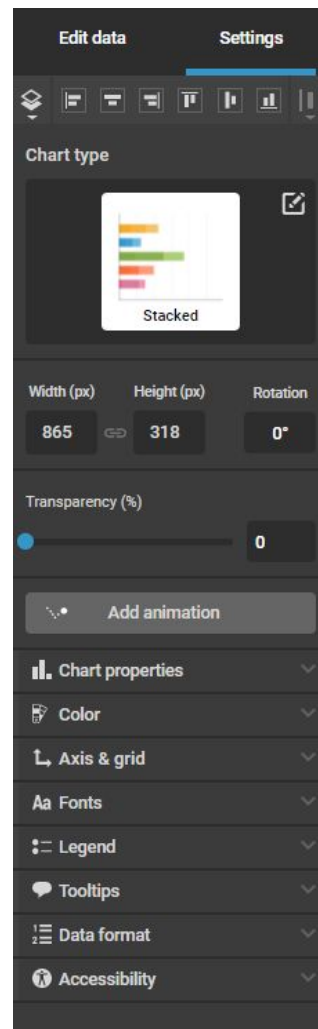 Edit data Settings
Chart type
Stacked
Width (px) Height (px) Rotation
865 318 0°
Transparency (%)
0
Add animation
Chart properties
Color
Axis & grid
Aa Fonts
Legend
Tooltips
Data format
Accessibility